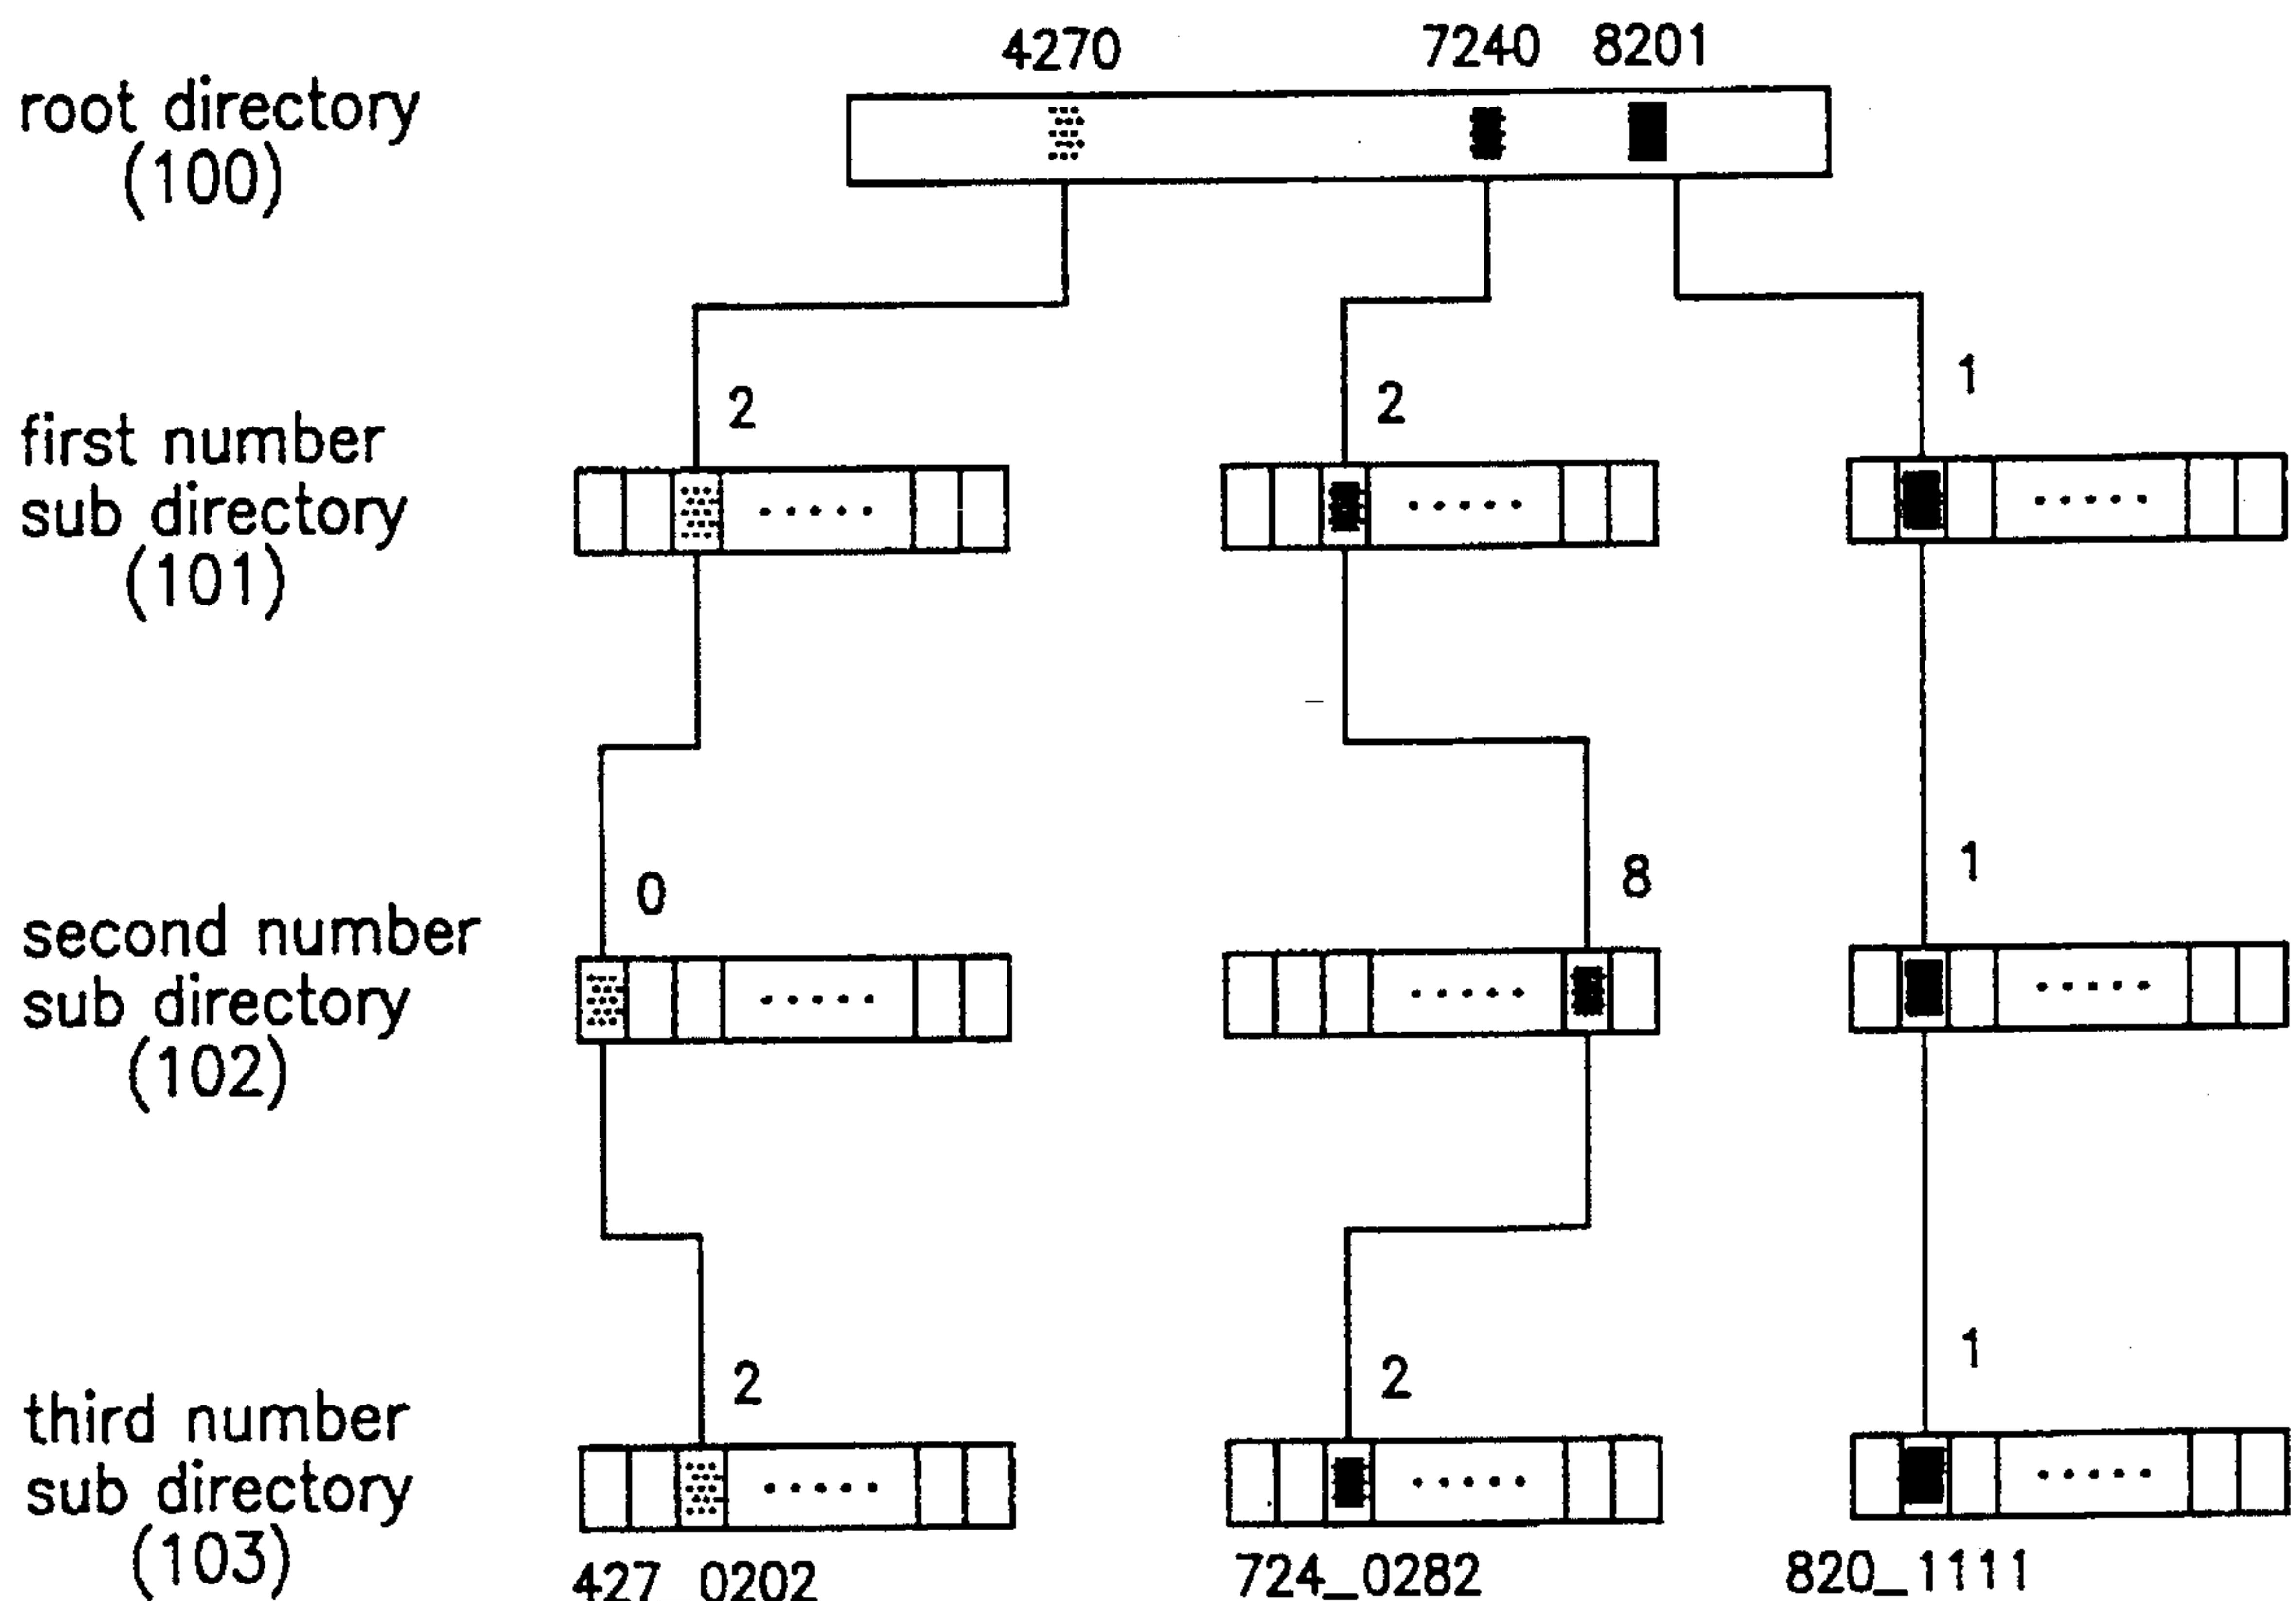 4270 7240 8201
root directory
(100)
2 2 1
first number
sub directory
(101)
0 8 1
second number
sub directory
(102)
2 2 1
third number
sub directory
(103)
427_0202 724_0282 820_1111